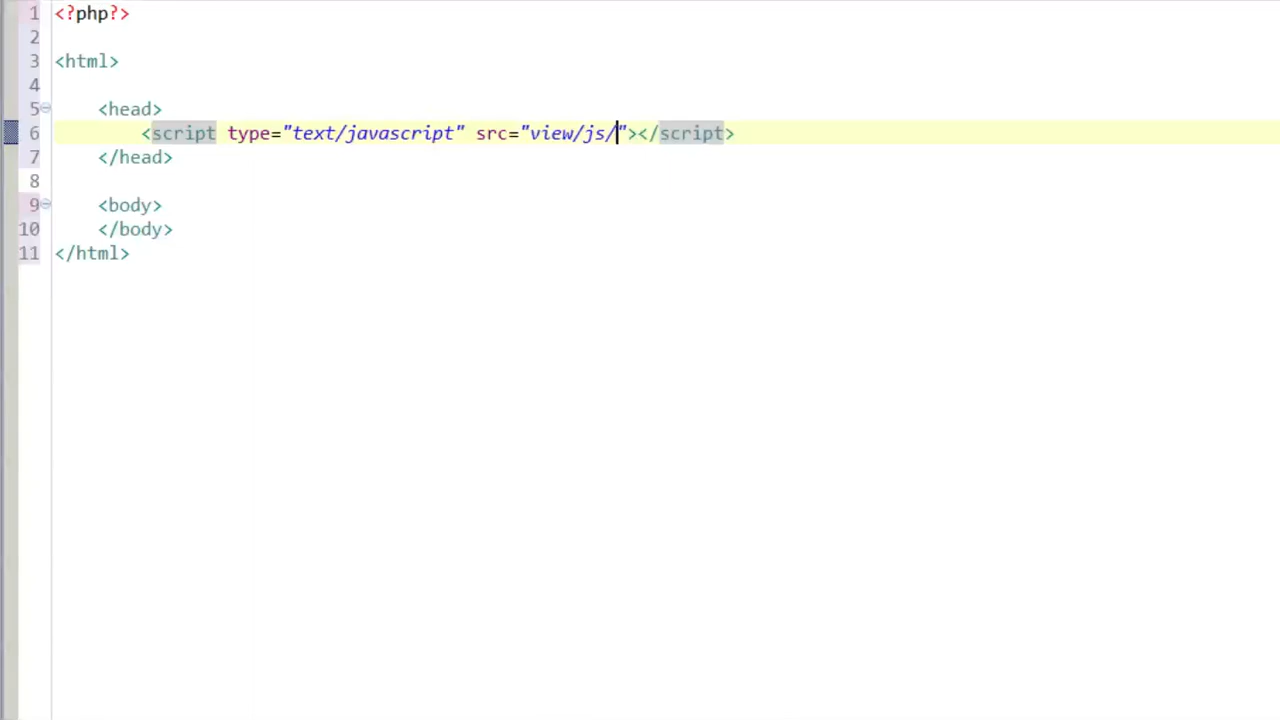 1 <?php?>
2
3 <html>
4
5 <head>
6 <script type="text/javascript" src="view/js/"></script>
7 </head>
8
9 <body>
10 </body>
11 </html>